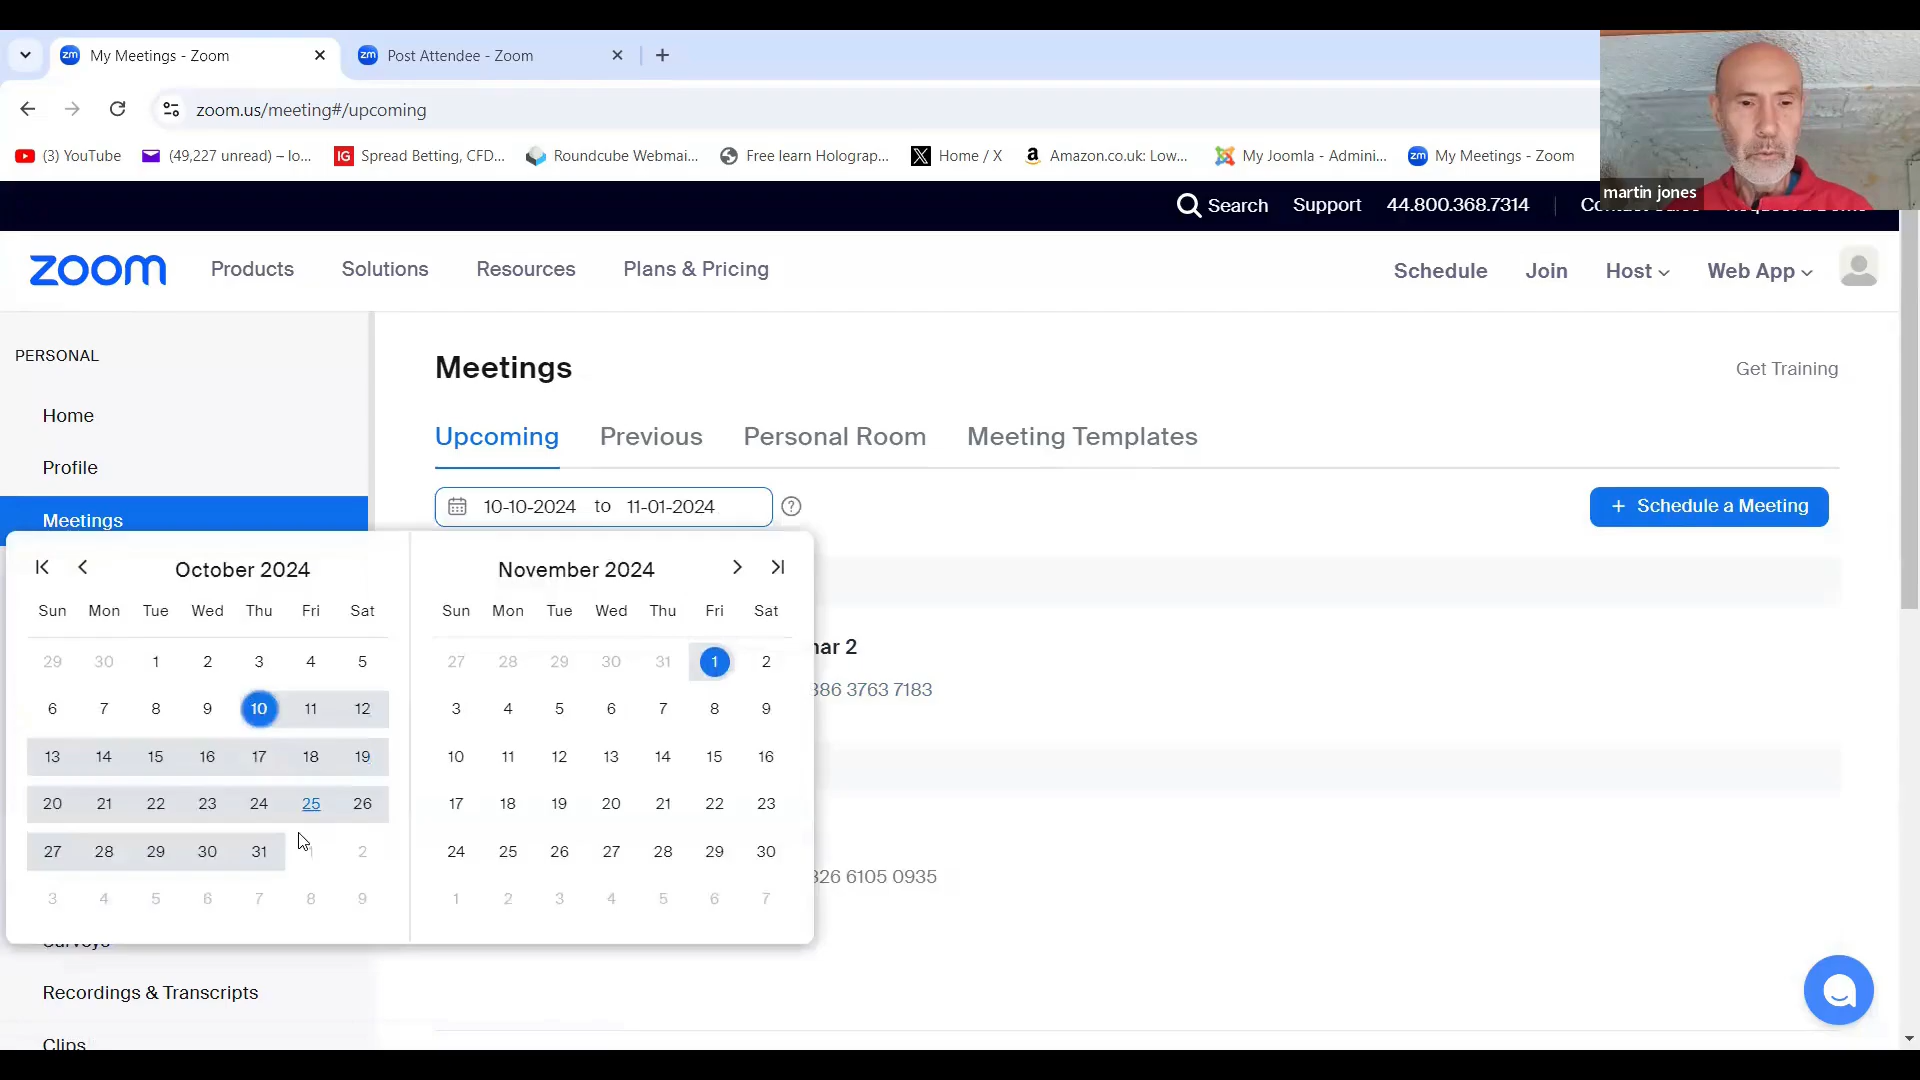 My Meetings - Zoom
Post Attendee - Zoom
zoom.us/meeting#/upcoming
(3) YouTube
(49,227 unread) – lo...
IG
Spread Betting, CFD...
Roundcube Webmai...
Free learn Holograp...
Home / X
Amazon.co.uk: Low...
My Joomla - Admini...
zm
My Meetings - Zoom
martin jones
Search
Support
44.800.368.7314
zoom
Products
Solutions
Resources
Plans & Pricing
Schedule
Join
Host
Web App
PERSONAL
Home
Profile
Meetings
Meetings
Get Training
Upcoming
Previous
Personal Room
Meeting Templates
10-10-2024 to 11-01-2024
+ Schedule a Meeting
October 2024
Sun Mon Tue Wed Thu Fri Sat
29 30 1 2 3 4 5
6 7 8 9 10 11 12
13 14 15 16 17 18 19
20 21 22 23 24 25 26
27 28 29 30 31 1 2
3 4 5 6 7 8 9
November 2024
Sun Mon Tue Wed Thu Fri Sat
27 28 29 30 31 1 2
3 4 5 6 7 8 9
10 11 12 13 14 15 16
17 18 19 20 21 22 23
24 25 26 27 28 29 30
1 2 3 4 5 6 7
nar 2
386 3763 7183
326 6105 0935
Surveys
Recordings & Transcripts
Clips